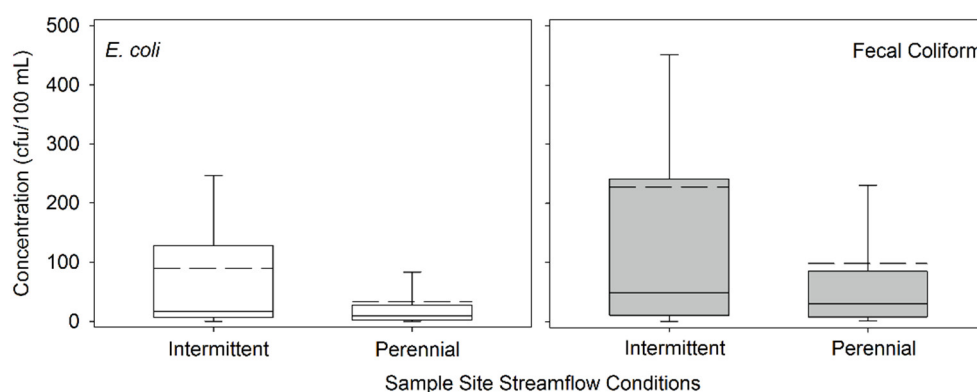 500
400
300
200
100
0
Concentration (cfu/100 mL)
E. coli
Fecal Coliform
Intermittent
Perennial
Intermittent
Perennial
Sample Site Streamflow Conditions